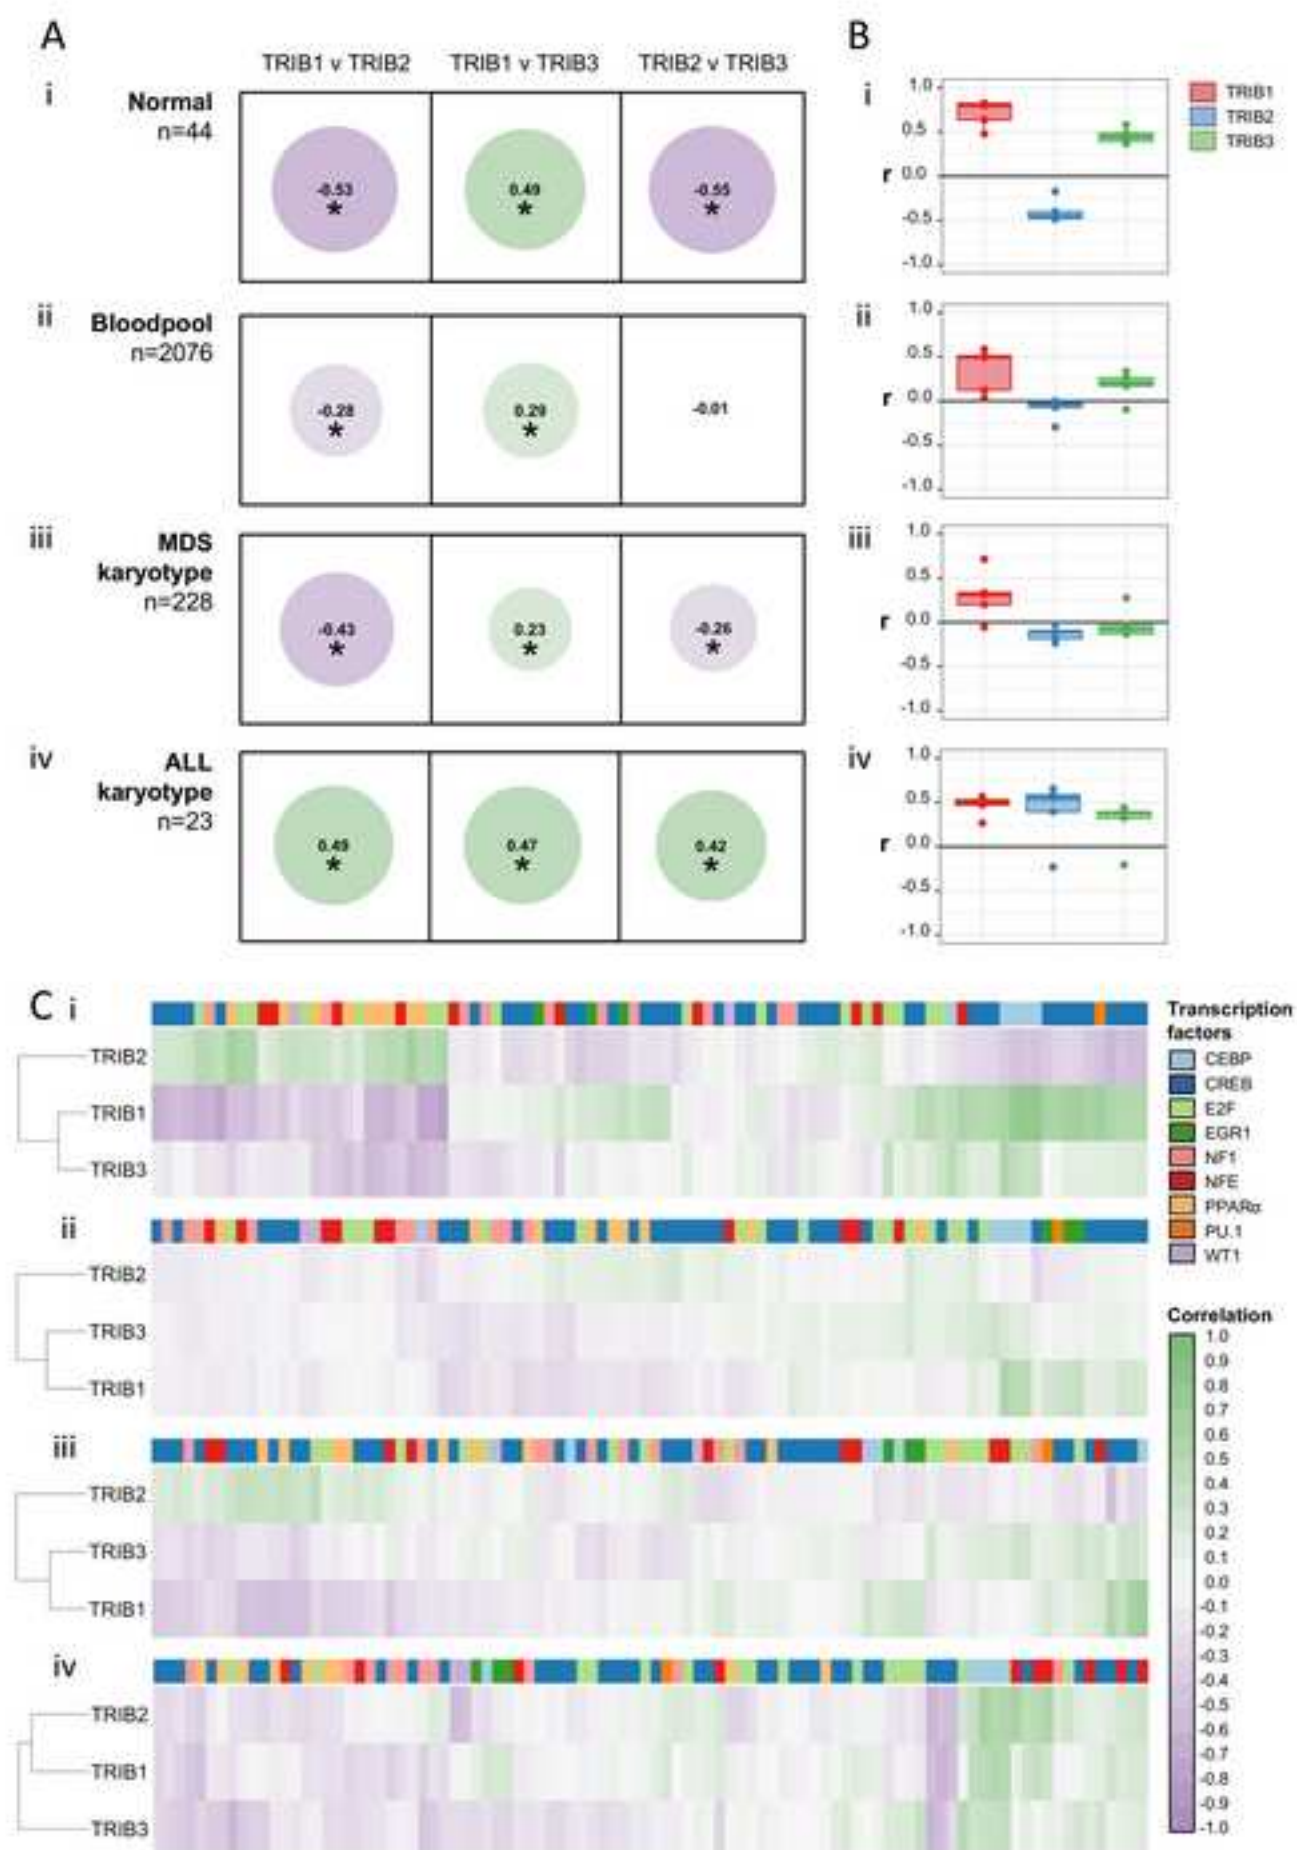 A
TRIB1 v TRIB2 TRIB1 v TRIB3 TRIB2 v TRIB3
i
Normal
n=44
-0.53
*
0.49
*
-0.55
*
ii
Bloodpool
n=2076
-0.28
*
0.29
*
-0.01
iii
MDS
karyotype
n=228
-0.43
*
0.23
*
-0.26
*
iv
ALL
karyotype
n=23
0.49
*
0.47
*
0.42
*
B
i
1.0
0.5
r 0.0
-0.5
-1.0
TRIB1
TRIB2
TRIB3
ii
1.0
0.5
r 0.0
-0.5
-1.0
iii
1.0
0.5
r 0.0
-0.5
-1.0
iv
1.0
0.5
r 0.0
-0.5
-1.0
C i
TRIB2
TRIB1
TRIB3
ii
TRIB2
TRIB3
TRIB1
iii
TRIB2
TRIB3
TRIB1
iv
TRIB2
TRIB1
TRIB3
Transcription
factors
CEBP
CREB
E2F
EGR1
NF1
NFE
PPARα
PU.1
WT1
Correlation
1.0
0.9
0.8
0.7
0.6
0.5
0.4
0.3
0.2
0.1
0.0
-0.1
-0.2
-0.3
-0.4
-0.5
-0.6
-0.7
-0.8
-0.9
-1.0